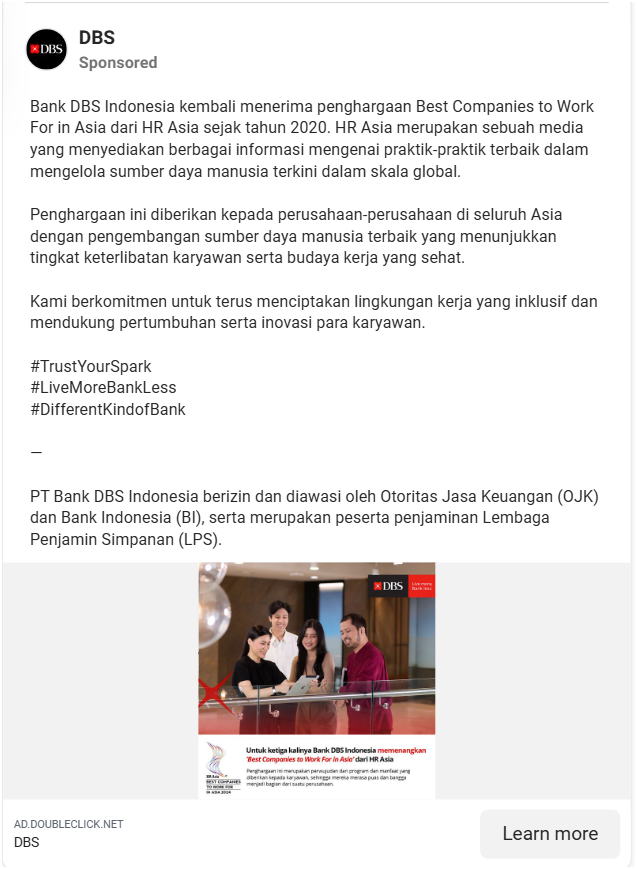 DBS
DBS
Sponsored
Bank DBS Indonesia kembali menerima penghargaan Best Companies to Work
For in Asia dari HR Asia sejak tahun 2020. HR Asia merupakan sebuah media
yang menyediakan berbagai informasi mengenai praktik-praktik terbaik dalam
mengelola sumber daya manusia terkini dalam skala global.
Penghargaan ini diberikan kepada perusahaan-perusahaan di seluruh Asia
dengan pengembangan sumber daya manusia terbaik yang menunjukkan
tingkat keterlibatan karyawan serta budaya kerja yang sehat.
Kami berkomitmen untuk terus menciptakan lingkungan kerja yang inklusif dan
mendukung pertumbuhan serta inovasi para karyawan.
#TrustYourSpark
#LiveMoreBankLess
#DifferentKindofBank
—
PT Bank DBS Indonesia berizin dan diawasi oleh Otoritas Jasa Keuangan (OJK)
dan Bank Indonesia (BI), serta merupakan peserta penjaminan Lembaga
Penjamin Simpanan (LPS).
DBS
Live more
Bank less
Untuk ketiga kalinya Bank DBS Indonesia memenangkan
'Best Companies to Work For in Asia' dari HR Asia
Penghargaan ini merupakan perwujudan dari program dan manfaat yang
diberikan kepada karyawan, sehingga mereka merasa puas dan bangga
menjadi bagian dari suatu perusahaan.
HR Asia
BEST COMPANIES
TO WORK FOR
IN ASIA 2024
AD.DOUBLECLICK.NET
DBS
Learn more